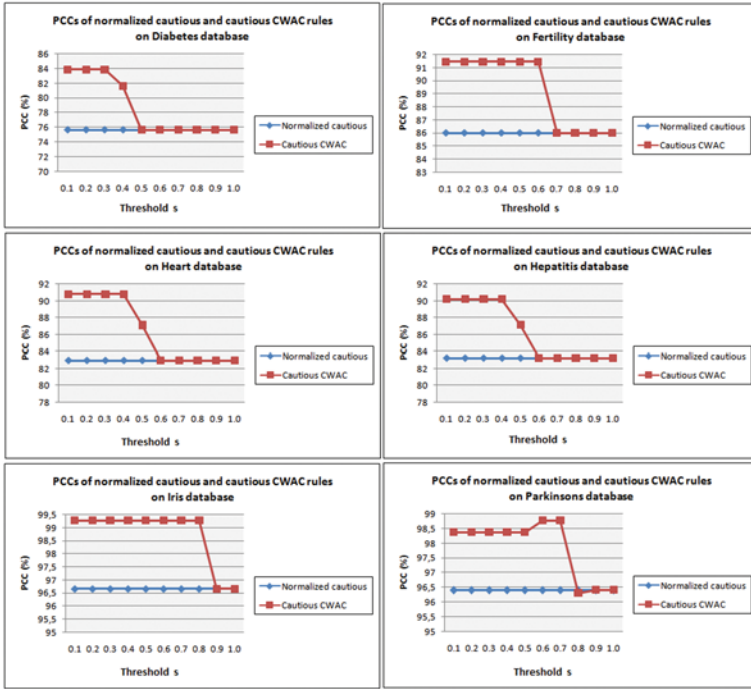 PCCs of normalized cautious and cautious CWAC rules
on Diabetes database
PCC (%)
86
84
82
80
78
76
74
72
70
0.1 0.2 0.3 0.4 0.5 0.6 0.7 0.8 0.9 1.0
Threshold s
Normalized cautious
Cautious CWAC
PCCs of normalized cautious and cautious CWAC rules
on Fertility database
PCC (%)
92
91
90
89
88
87
86
85
84
83
0.1 0.2 0.3 0.4 0.5 0.6 0.7 0.8 0.9 1.0
Threshold s
Normalized cautious
Cautious CWAC
PCCs of normalized cautious and cautious CWAC rules
on Heart database
PCC (%)
92
90
88
86
84
82
80
78
0.1 0.2 0.3 0.4 0.5 0.6 0.7 0.8 0.9 1.0
Threshold s
Normalized cautious
Cautious CWAC
PCCs of normalized cautious and cautious CWAC rules
on Hepatitis database
PCC (%)
92
90
88
86
84
82
80
78
0.1 0.2 0.3 0.4 0.5 0.6 0.7 0.8 0.9 1.0
Threshold s
Normalized cautious
Cautious CWAC
PCCs of normalized cautious and cautious CWAC rules
on Iris database
PCC (%)
99,5
99
98,5
98
97,5
97
96,5
96
95,5
95
0.1 0.2 0.3 0.4 0.5 0.6 0.7 0.8 0.9 1.0
Threshold s
Normalized cautious
Cautious CWAC
PCCs of normalized cautious and cautious CWAC rules
on Parkinsons database
PCC (%)
99
98,5
98
97,5
97
96,5
96
95,5
95
0.1 0.2 0.3 0.4 0.5 0.6 0.7 0.8 0.9 1.0
Threshold s
Normalized cautious
Cautious CWAC